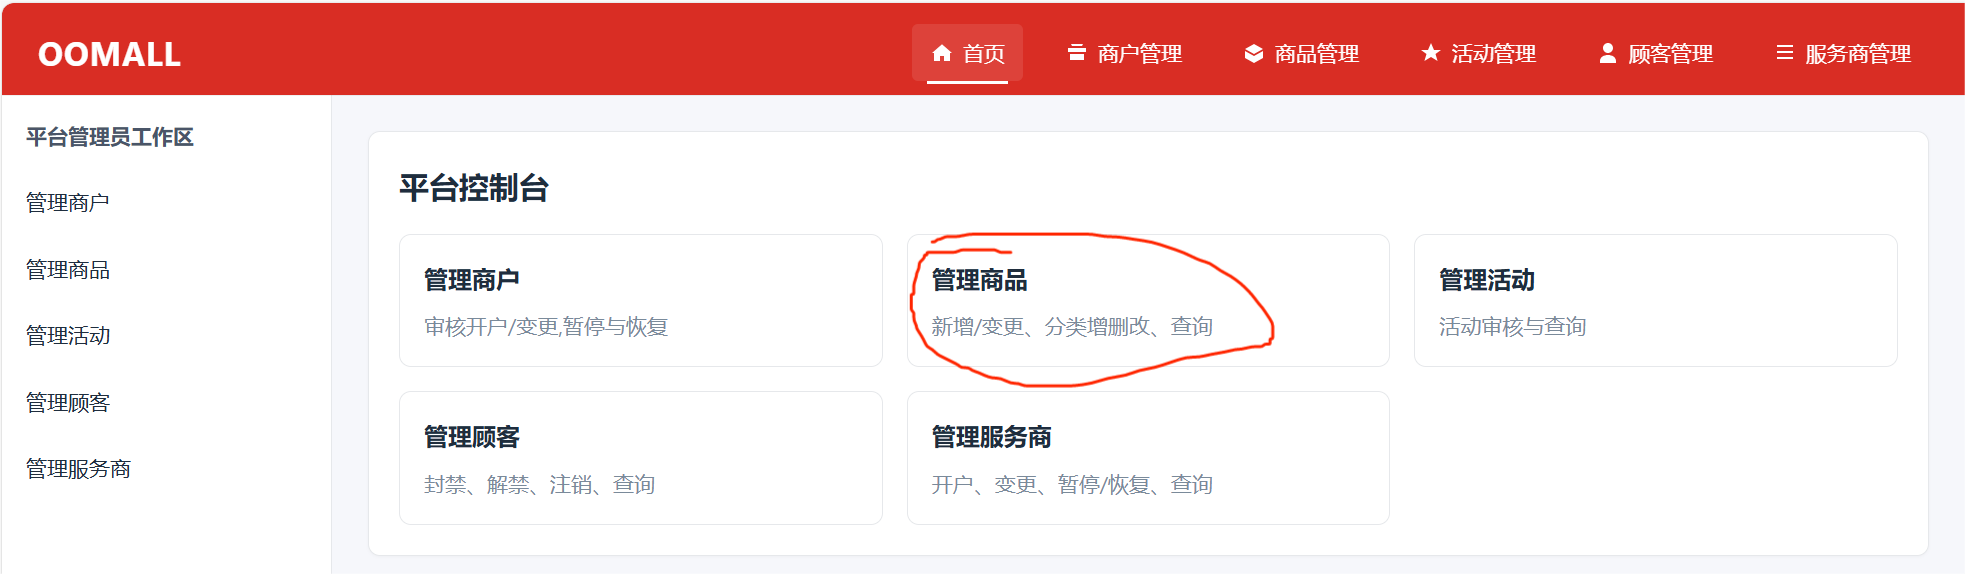 OOMALL
首页
商户管理
商品管理
活动管理
顾客管理
服务商管理
平台管理员工作区
管理商户
管理商品
管理活动
管理顾客
管理服务商
平台控制台
管理商户
审核开户/变更,暂停与恢复
管理商品
新增/变更、分类增删改、查询
管理活动
活动审核与查询
管理顾客
封禁、解禁、注销、查询
管理服务商
开户、变更、暂停/恢复、查询